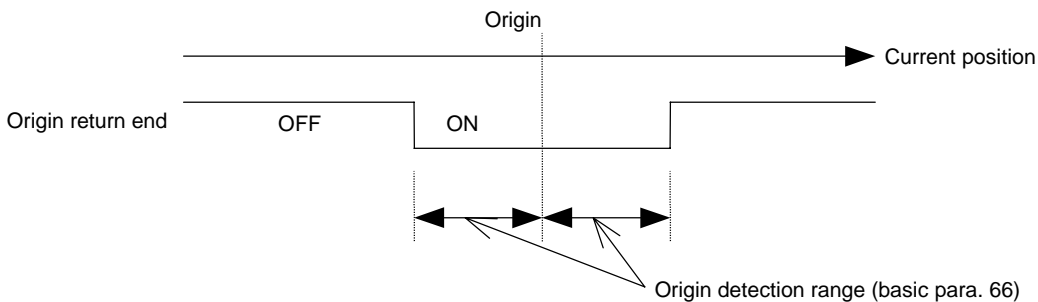 Origin
Current position
Origin return end
OFF
ON
Origin detection range (basic para. 66)